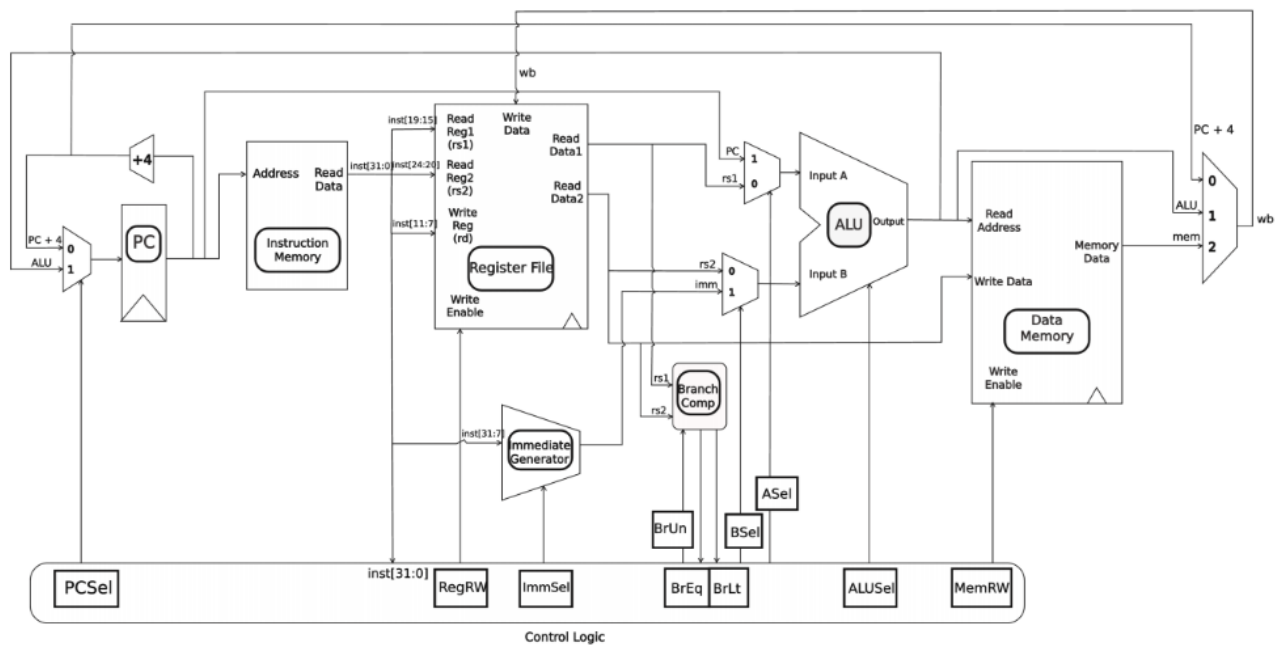 wb
PC + 4
inst[19:15]
Read
Reg1
(rs1)
Write
Data
Read
Data1
PC
1
rs1
0
+4
Address
Read
Data
inst[31:0]
inst[24:20]
Read
Reg2
(rs2)
Read
Data2
Input A
0
ALU
1
wb
mem
2
inst[11:7]
Write
Reg
(rd)
ALU
Output
Read
Address
PC + 4
0
ALU
1
PC
Instruction
Memory
Register File
rs2
0
imm
1
Input B
Memory
Data
Write Data
Write
Enable
Data
Memory
rs1
rs2
Branch
Comp
Write
Enable
inst[31:7]
Immediate
Generator
ASel
BrUn
BSel
inst[31:0]
PCSel
RegRW
ImmSel
BrEq
BrLt
ALUSel
MemRW
Control Logic